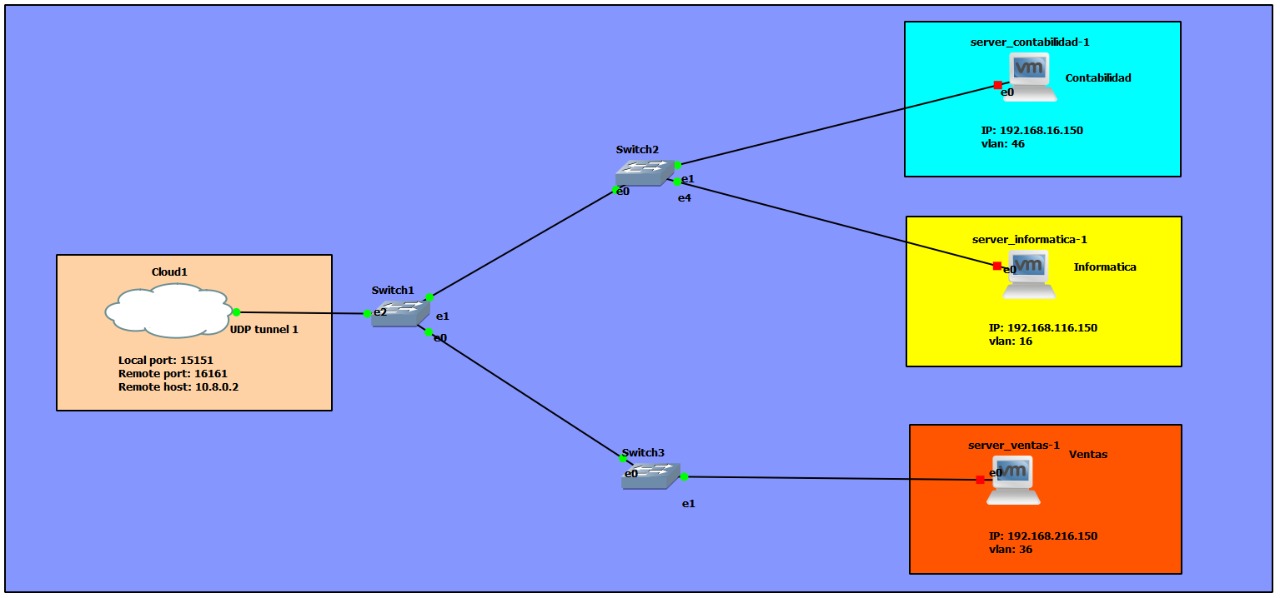 server_contabilidad-1
vm
Contabilidad
e0
IP: 192.168.16.150
vlan: 46
Switch2
e0
e1
e4
server_informatica-1
vm
Informatica
e0
IP: 192.168.116.150
vlan: 16
Cloud1
UDP tunnel 1
Local port: 15151
Remote port: 16161
Remote host: 10.8.0.2
Switch1
e2
e1
e0
Switch3
e0
e1
server_ventas-1
Ventas
e0
vm
IP: 192.168.216.150
vlan: 36